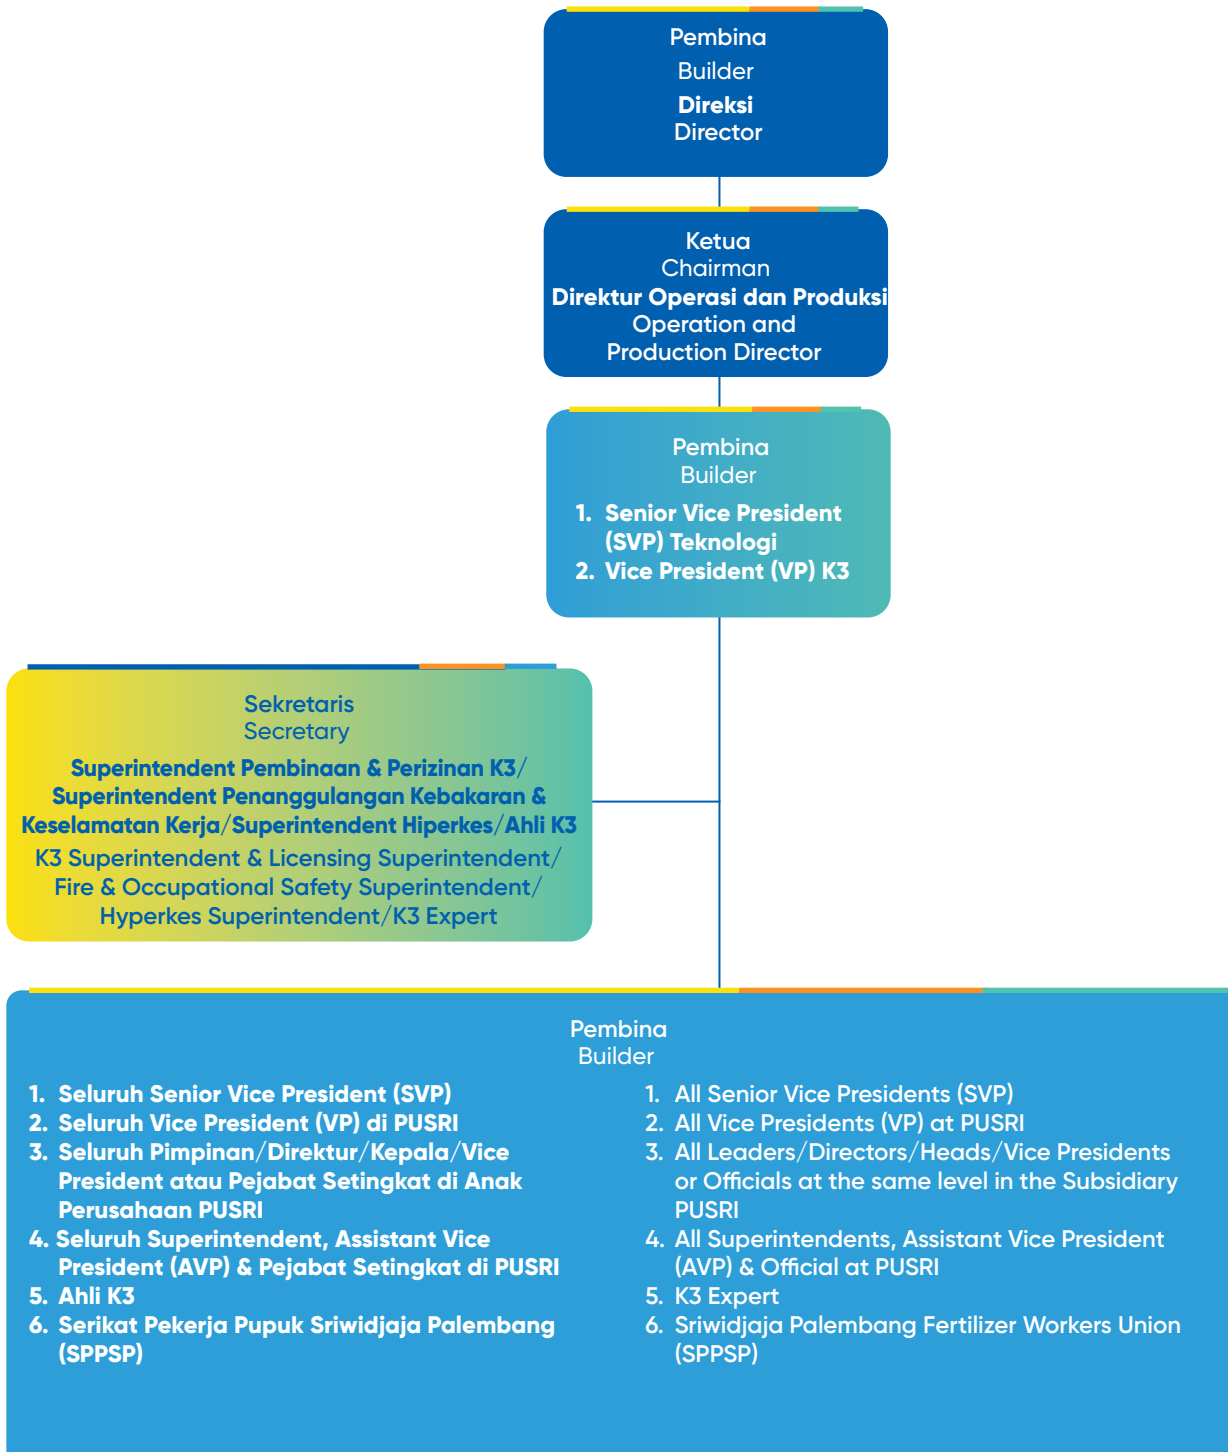 Pembina
Builder
Direksi
Director
Ketua
Chairman
Direktur Operasi dan Produksi
Operation and
Production Director
Pembina
Builder
1. Senior Vice President
(SVP) Teknologi
2. Vice President (VP) K3
Sekretaris
Secretary
Superintendent Pembinaan & Perizinan K3/
Superintendent Penanggulangan Kebakaran &
Keselamatan Kerja/Superintendent Hiperkes/Ahli K3
K3 Superintendent & Licensing Superintendent/
Fire & Occupational Safety Superintendent/
Hyperkes Superintendent/K3 Expert
Pembina
Builder
1. Seluruh Senior Vice President (SVP)
2. Seluruh Vice President (VP) di PUSRI
3. Seluruh Pimpinan/Direktur/Kepala/Vice
President atau Pejabat Setingkat di Anak
Perusahaan PUSRI
4. Seluruh Superintendent, Assistant Vice
President (AVP) & Pejabat Setingkat di PUSRI
5. Ahli K3
6. Serikat Pekerja Pupuk Sriwidjaja Palembang
(SPPSP)
1. All Senior Vice Presidents (SVP)
2. All Vice Presidents (VP) at PUSRI
3. All Leaders/Directors/Heads/Vice Presidents
or Officials at the same level in the Subsidiary
PUSRI
4. All Superintendents, Assistant Vice President
(AVP) & Official at PUSRI
5. K3 Expert
6. Sriwidjaja Palembang Fertilizer Workers Union
(SPPSP)